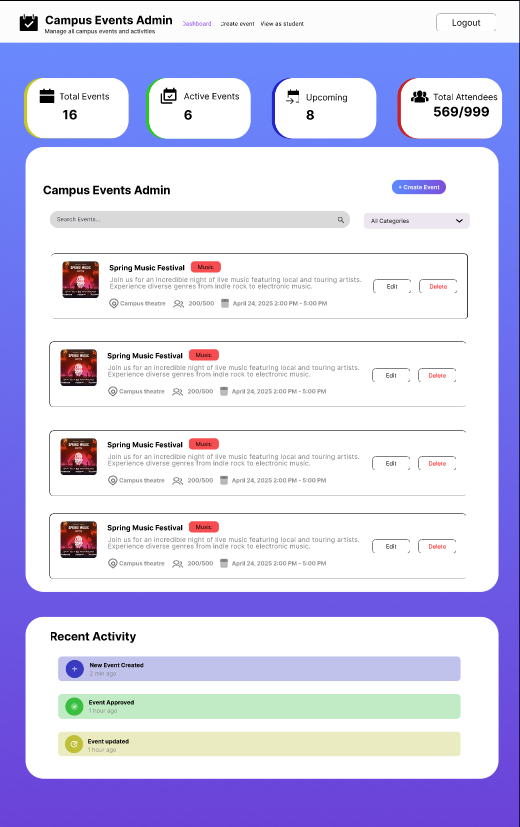 Campus Events Admin
Manage all campus events and activities
Dashboard
Create event
View as student
Logout
Total Events
16
Active Events
6
Upcoming
8
Total Attendees
569/999
Campus Events Admin
+ Create Event
Search Events...
All Categories
SPRING MUSIC
Spring Music Festival
Music
Join us for an incredible night of live music featuring local and touring artists.
Experience diverse genres from indie rock to electronic music.
Campus theatre
200/500
April 24, 2025 2:00 PM - 5:00 PM
Edit
Delete
SPRING MUSIC
Spring Music Festival
Music
Join us for an incredible night of live music featuring local and touring artists.
Experience diverse genres from indie rock to electronic music.
Campus theatre
200/500
April 24, 2025 2:00 PM - 5:00 PM
Edit
Delete
SPRING MUSIC
Spring Music Festival
Music
Join us for an incredible night of live music featuring local and touring artists.
Experience diverse genres from indie rock to electronic music.
Campus theatre
200/500
April 24, 2025 2:00 PM - 5:00 PM
Edit
Delete
SPRING MUSIC
Spring Music Festival
Music
Join us for an incredible night of live music featuring local and touring artists.
Experience diverse genres from indie rock to electronic music.
Campus theatre
200/500
April 24, 2025 2:00 PM - 5:00 PM
Edit
Delete
Recent Activity
New Event Created
2 min ago
Event Approved
1 hour ago
Event updated
1 hour ago